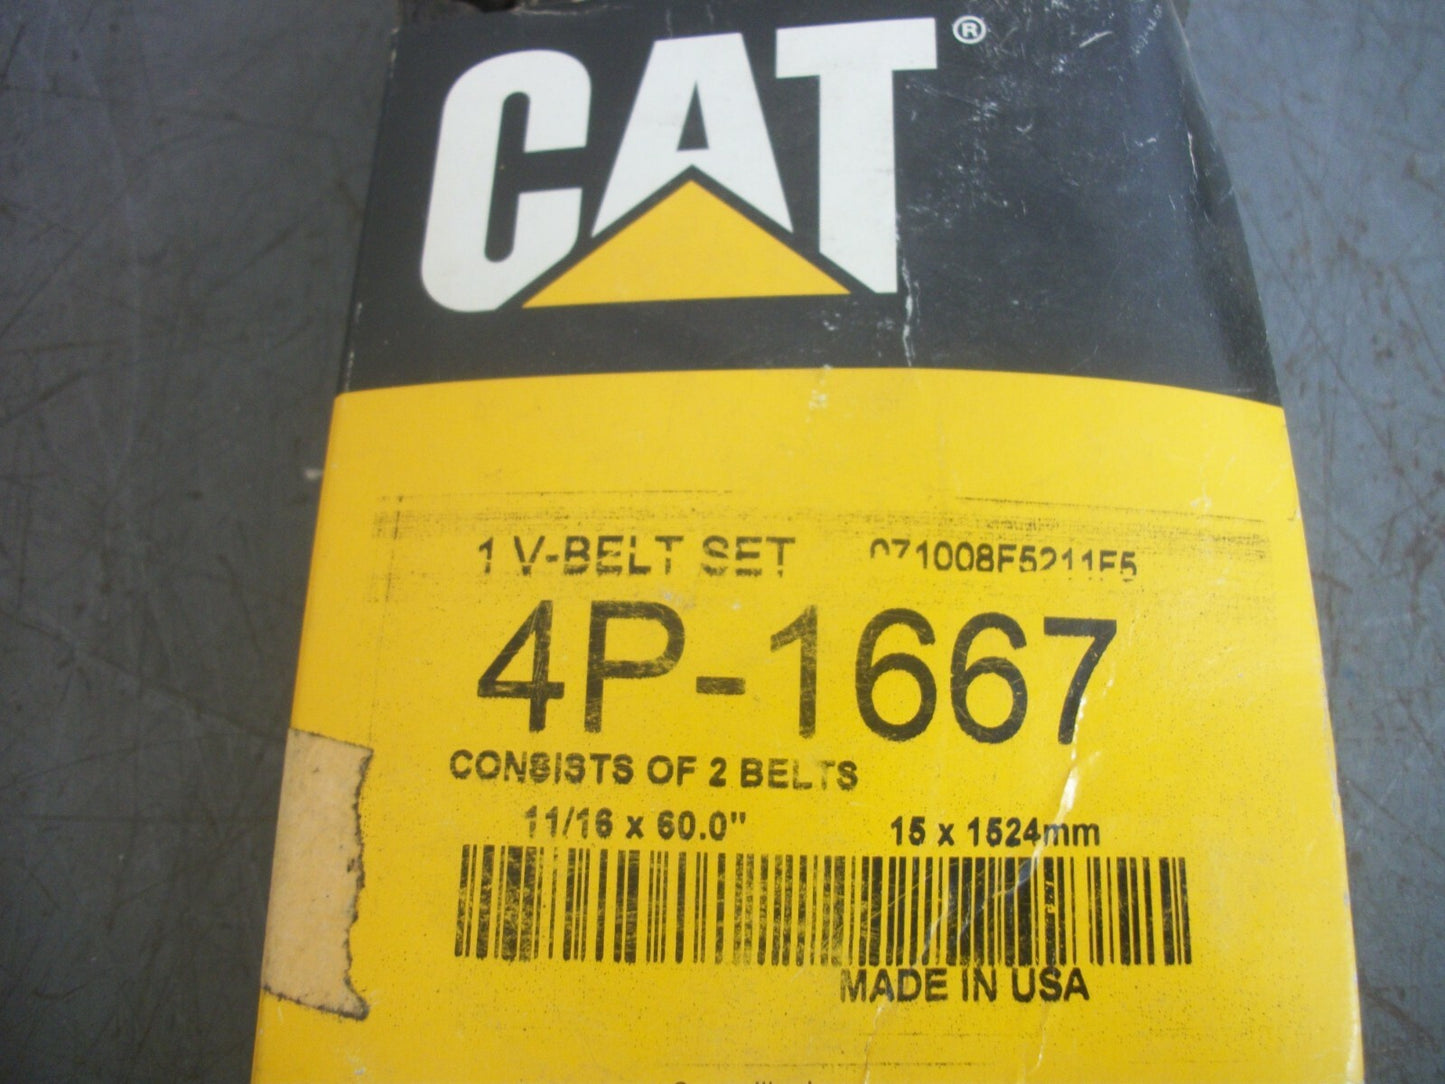 CAT®
1 V-BELT SET 071008F5211F5
4P-1667
CONSISTS OF 2 BELTS
11/16 x 60.0" 15 x 1524mm
MADE IN USA